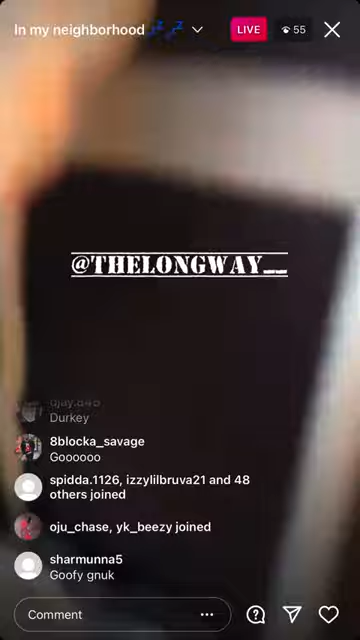 In my neighborhood 💤💤
LIVE
55
@THELONGWAY__
Durkey
8blocka_savage
Goooooo
spidda.1126, izzylilbruva21 and 48
others joined
oju_chase, yk_beezy joined
sharmunna5
Goofy gnuk
Comment